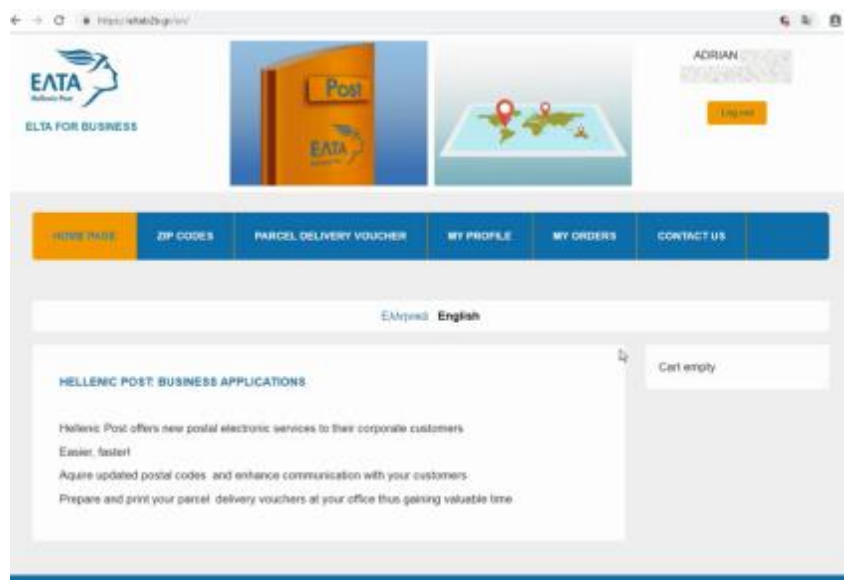 ΕΛΤΑ
Hellenic Post
ELTA FOR BUSINESS
Post
ΕΛΤΑ
ADRIAN
Log out
HOME PAGE
ZIP CODES
PARCEL DELIVERY VOUCHER
MY PROFILE
MY ORDERS
CONTACT US
Ελληνικά English
HELLENIC POST: BUSINESS APPLICATIONS
Cart empty
Hellenic Post offers new postal electronic services to their corporate customers
Easier, faster!
Aquire updated postal codes and enhance communication with your customers
Prepare and print your parcel delivery vouchers at your office thus gaining valuable time